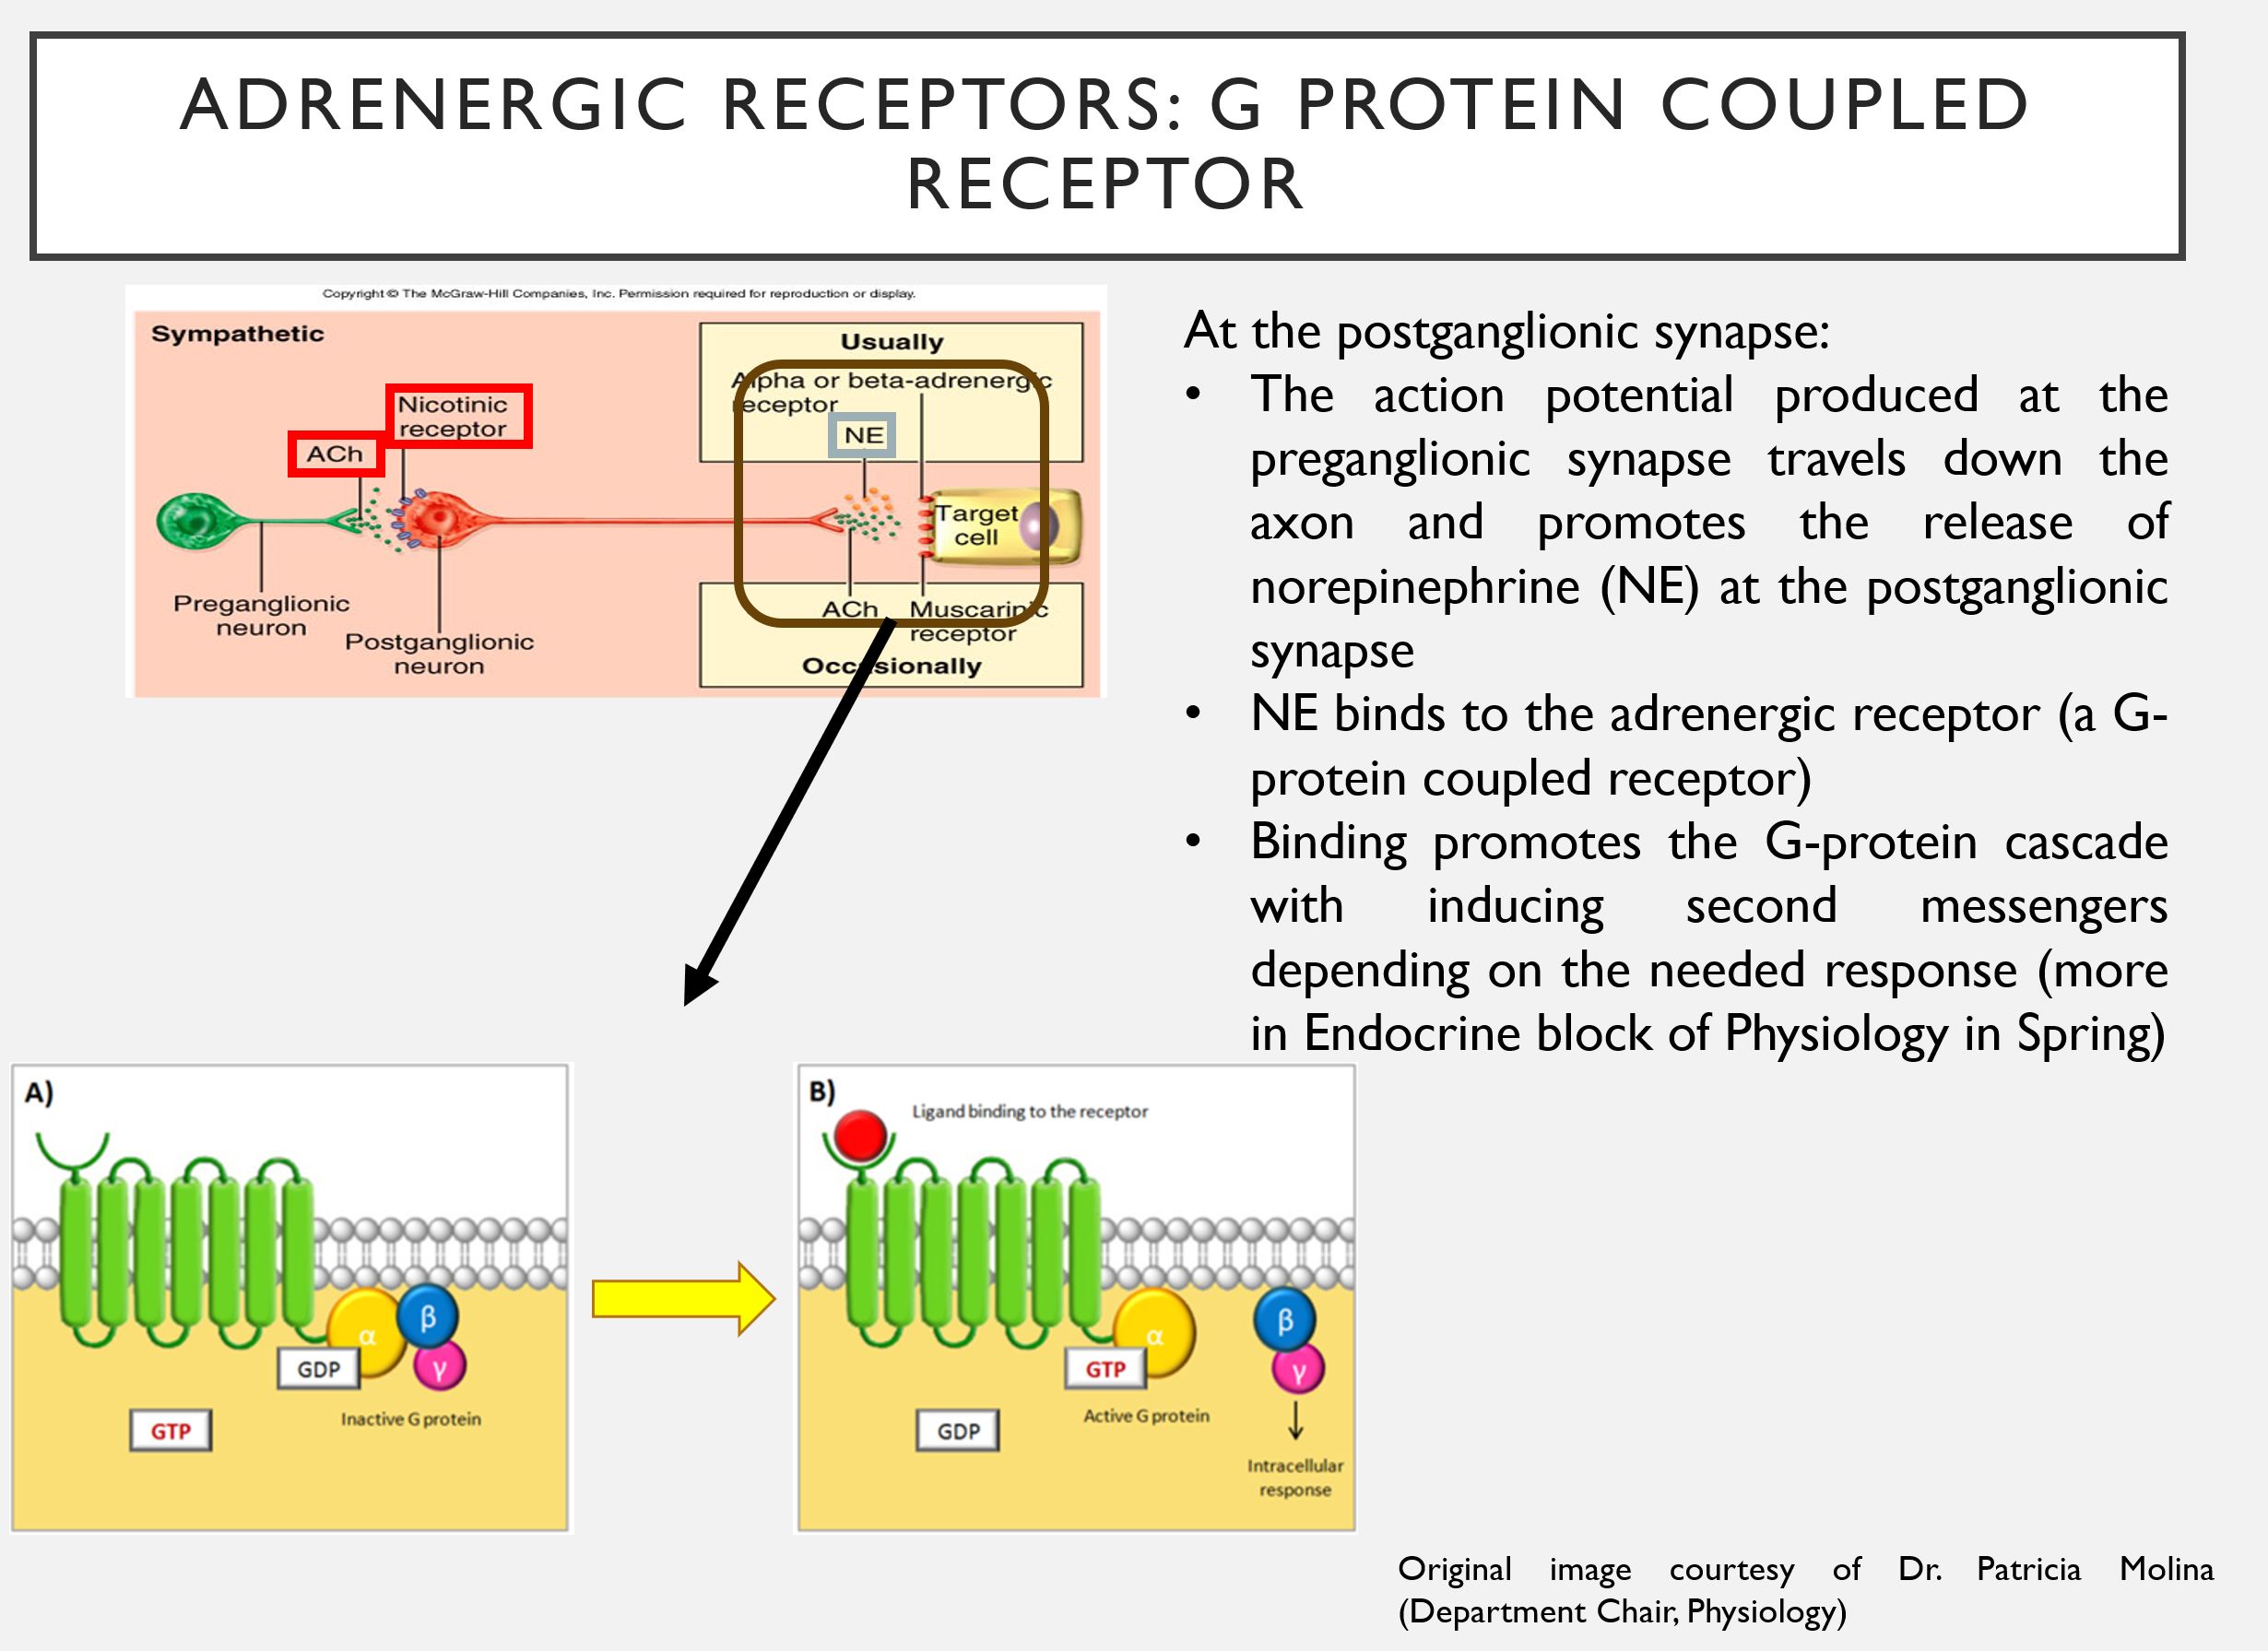 ADRENERGIC RECEPTORS: G PROTEIN COUPLED
RECEPTOR
Copyright © The McGraw-Hill Companies, Inc. Permission required for reproduction or display.
Sympathetic
Usually
Alpha or beta-adrenergic
receptor
NE
Nicotinic
receptor
ACh
Target
cell
Preganglionic
neuron
Postganglionic
neuron
ACh
Muscarinic
receptor
Occasionally
At the postganglionic synapse:
• The action potential produced at the
preganglionic synapse travels down the
axon and promotes the release of
norepinephrine (NE) at the postganglionic
synapse
• NE binds to the adrenergic receptor (a G-
protein coupled receptor)
• Binding promotes the G-protein cascade
with inducing second messengers
depending on the needed response (more
in Endocrine block of Physiology in Spring)
A)
α
β
γ
GDP
GTP
Inactive G protein
B)
Ligand binding to the receptor
α
β
γ
GTP
GDP
Active G protein
Intracellular
response
Original image courtesy of Dr. Patricia Molina
(Department Chair, Physiology)